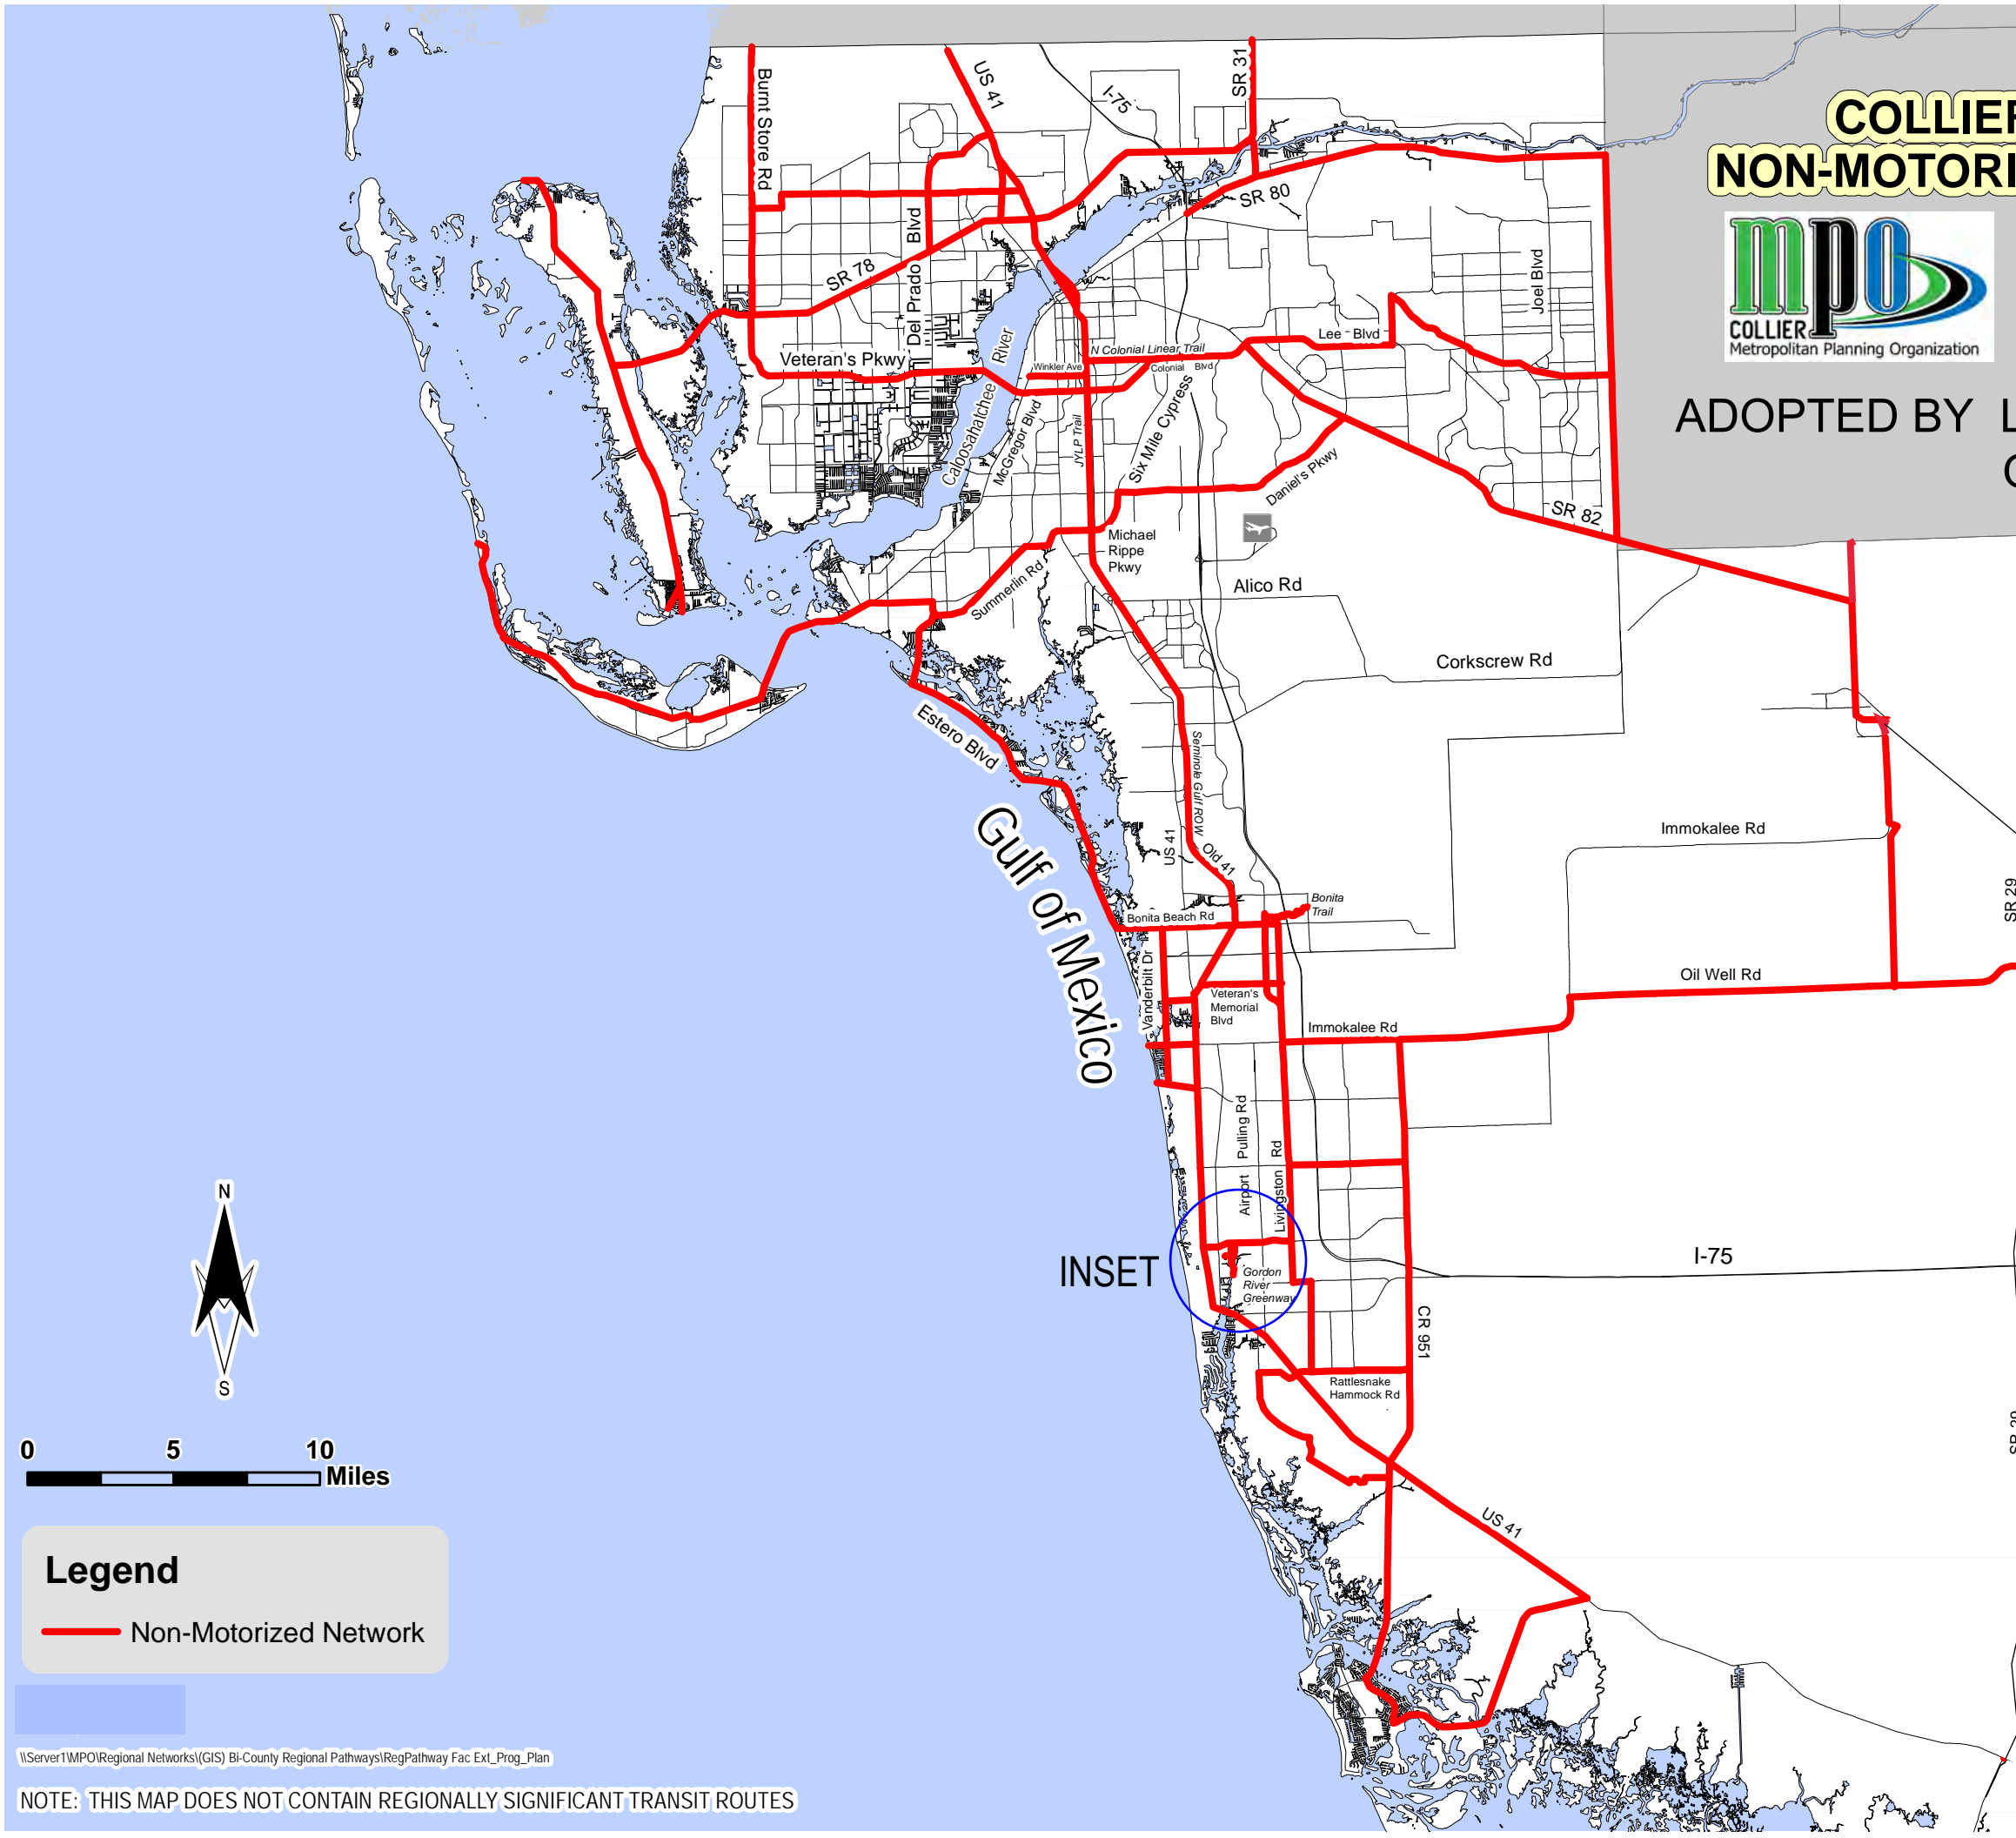 COLLIER
NON-MOTORI
mpo
COLLIER
Metropolitan Planning Organization
ADOPTED BY L
Burnt Store Rd
US 41
I-75
SR 31
SR 80
SR 78
Del Prado Blvd
Joel Blvd
Lee Blvd
Veteran's Pkwy
N Colonial Linear Trail
Winkler Ave
Colonial Blvd
Caloosahatchee River
McGregor Blvd
JYLP Trail
Six Mile Cypress
Daniel's Pkwy
SR 82
Michael
Rippe
Pkwy
Summerlin Rd
Alico Rd
Corkscrew Rd
Estero Blvd
Seminole Gulf ROW
Gulf of Mexico
US 41
Old 41
Immokalee Rd
SR 29
Bonita
Trail
Bonita Beach Rd
Vanderbilt Dr
Oil Well Rd
Veteran's
Memorial
Blvd
Immokalee Rd
Airport Pulling Rd
Livingston Rd
INSET
Gordon
River
Greenway
I-75
CR 951
Rattlesnake
Hammock Rd
SR 29
US 41
N
S
0 5 10
Miles
Legend
Non-Motorized Network
\\Server1\MPO\Regional Networks\(GIS) Bi-County Regional Pathways\RegPathway Fac Ext_Prog_Plan
NOTE: THIS MAP DOES NOT CONTAIN REGIONALLY SIGNIFICANT TRANSIT ROUTES